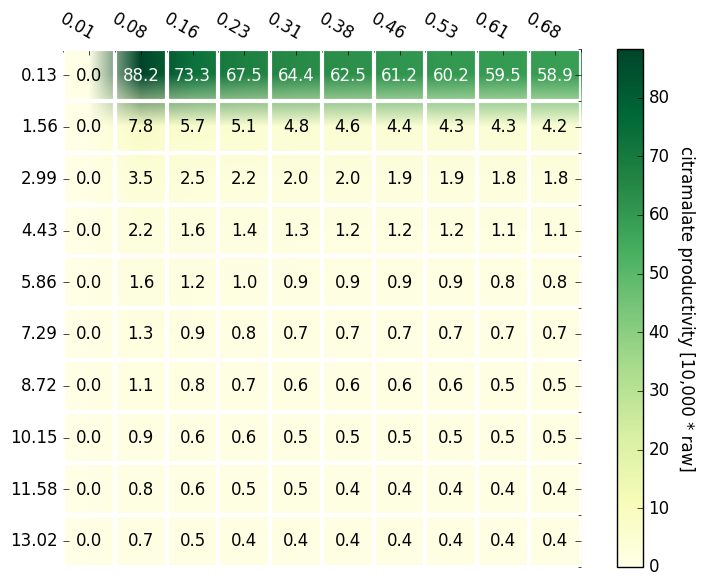 0.01 0.08 0.16 0.23 0.31 0.38 0.46 0.53 0.61 0.68
0.13 0.0 88.2 73.3 67.5 64.4 62.5 61.2 60.2 59.5 58.9
1.56 0.0 7.8 5.7 5.1 4.8 4.6 4.4 4.3 4.3 4.2
2.99 0.0 3.5 2.5 2.2 2.0 2.0 1.9 1.9 1.8 1.8
4.43 0.0 2.2 1.6 1.4 1.3 1.2 1.2 1.2 1.1 1.1
5.86 0.0 1.6 1.2 1.0 0.9 0.9 0.9 0.9 0.8 0.8
7.29 0.0 1.3 0.9 0.8 0.7 0.7 0.7 0.7 0.7 0.7
8.72 0.0 1.1 0.8 0.7 0.6 0.6 0.6 0.6 0.5 0.5
10.15 0.0 0.9 0.6 0.6 0.5 0.5 0.5 0.5 0.5 0.5
11.58 0.0 0.8 0.6 0.5 0.5 0.4 0.4 0.4 0.4 0.4
13.02 0.0 0.7 0.5 0.4 0.4 0.4 0.4 0.4 0.4 0.4
80
70
60
50
40
30
20
10
0
citramalate productivity [10,000 * raw]